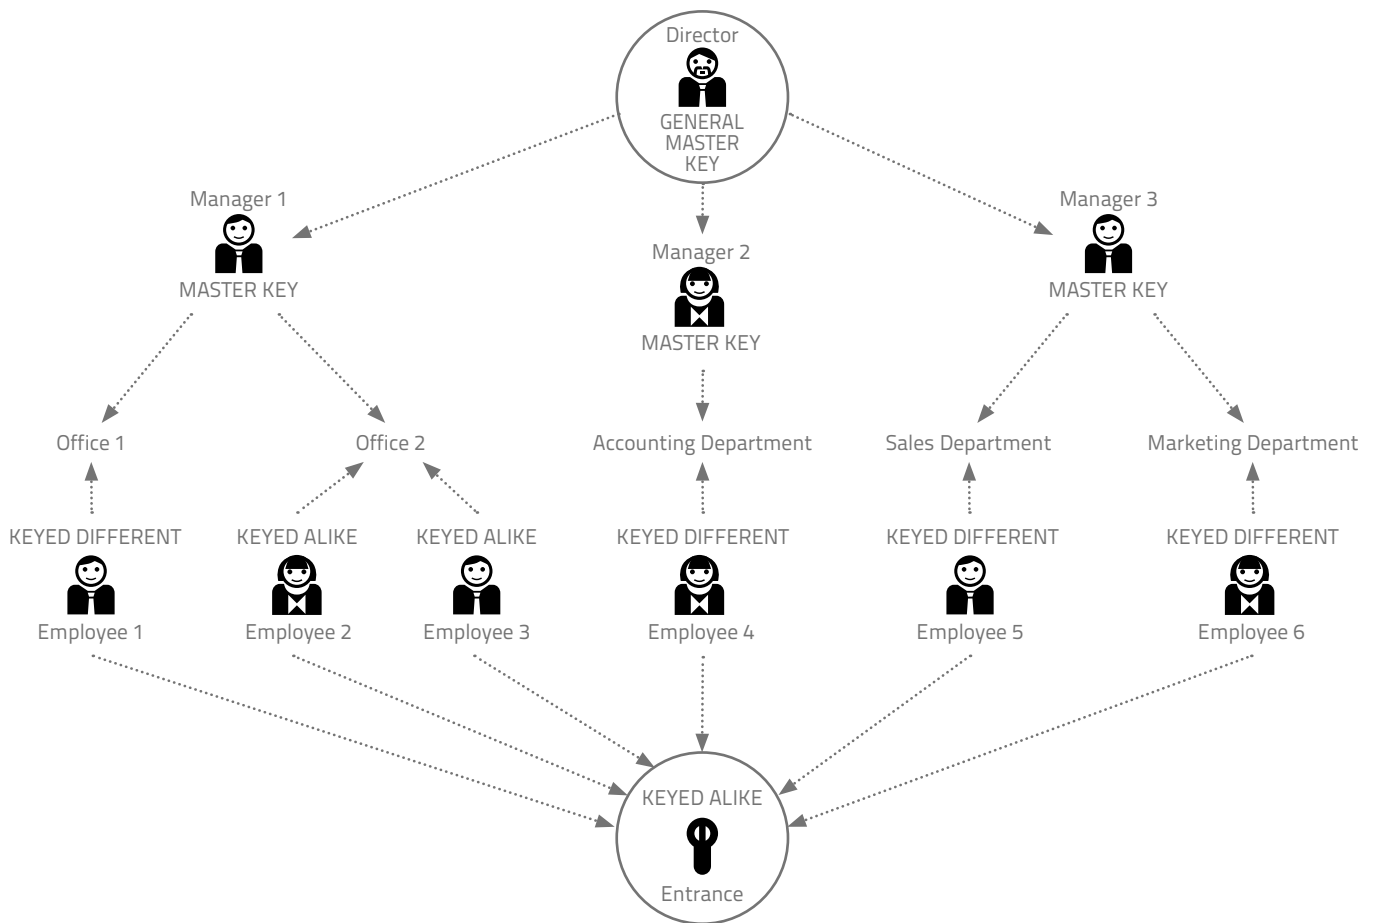 Director
GENERAL
MASTER
KEY
Manager 1
MASTER KEY
Manager 2
MASTER KEY
Manager 3
MASTER KEY
Office 1
Office 2
Accounting Department
Sales Department
Marketing Department
KEYED DIFFERENT
KEYED ALIKE
KEYED ALIKE
KEYED DIFFERENT
KEYED DIFFERENT
KEYED DIFFERENT
Employee 1
Employee 2
Employee 3
Employee 4
Employee 5
Employee 6
KEYED ALIKE
Entrance